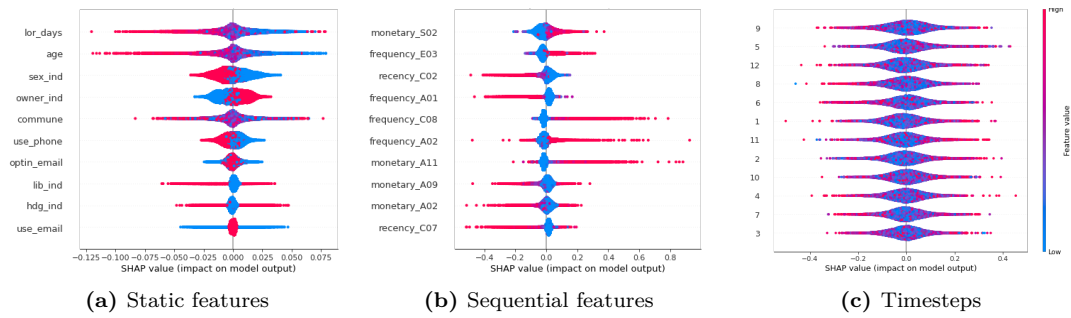 lor_days
age
sex_ind
owner_ind
commune
use_phone
optin_email
lib_ind
hdg_ind
use_email
−0.125 −0.100 −0.075 −0.050 −0.025 0.000 0.025 0.050 0.075
SHAP value (impact on model output)
(a) Static features
monetary_S02
frequency_E03
recency_C02
frequency_A01
frequency_C08
frequency_A02
monetary_A11
monetary_A09
monetary_A02
recency_C07
−0.4 −0.2 0.0 0.2 0.4 0.6 0.8
SHAP value (impact on model output)
(b) Sequential features
9
5
12
8
6
1
11
2
10
4
7
3
−0.4 −0.2 0.0 0.2 0.4
SHAP value (impact on model output)
High
Feature value
Low
(c) Timesteps